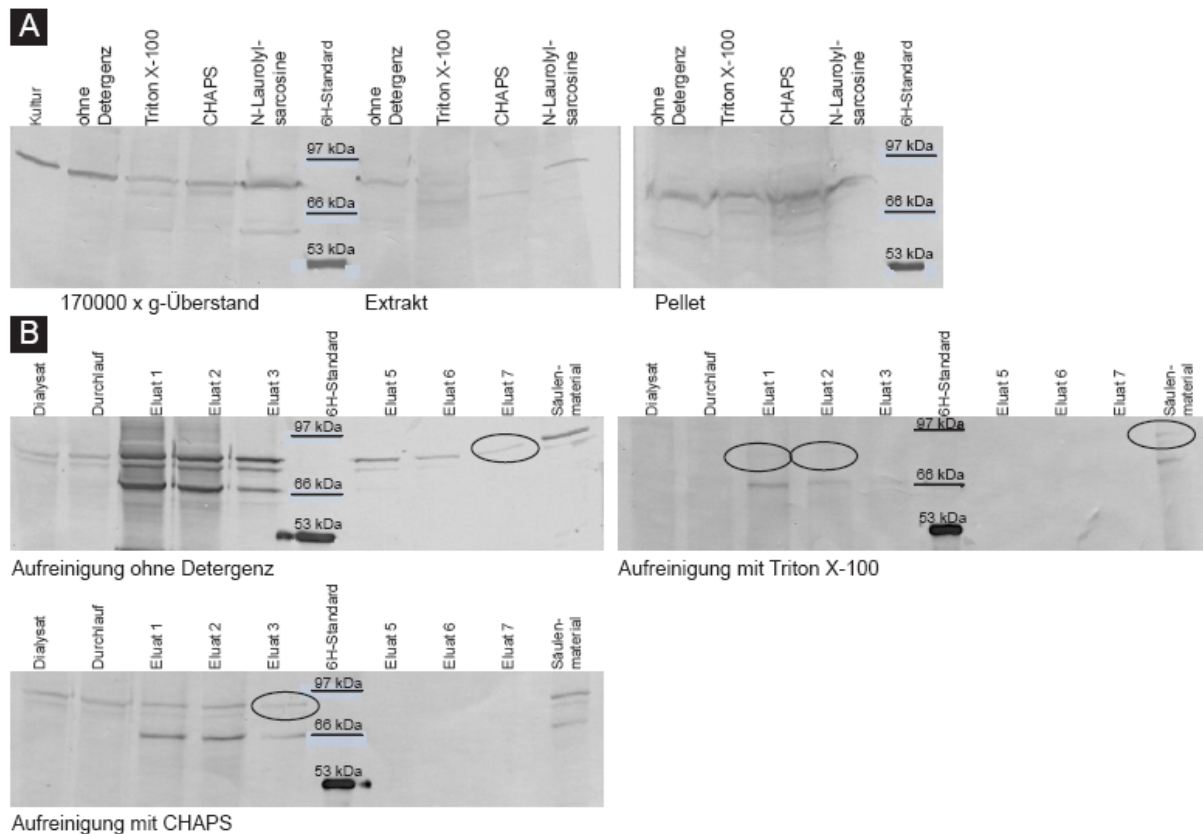 A
Kultur
ohne
Detergenz
Triton X-100
CHAPS
N-Laurolyl-
sarcosine
6H-Standard
ohne
Detergenz
Triton X-100
CHAPS
N-Laurolyl-
sarcosine
ohne
Detergenz
Triton X-100
CHAPS
N-Laurolyl-
sarcosine
6H-Standard
97 kDa
66 kDa
53 kDa
97 kDa
66 kDa
53 kDa
170000 x g-Überstand
Extrakt
Pellet
B
Dialysat
Durchlauf
Eluat 1
Eluat 2
Eluat 3
6H-Standard
Eluat 5
Eluat 6
Eluat 7
Säulen-
material
97 kDa
66 kDa
53 kDa
Aufreinigung ohne Detergenz
Dialysat
Durchlauf
Eluat 1
Eluat 2
Eluat 3
6H-Standard
Eluat 5
Eluat 6
Eluat 7
Säulen-
material
97 kDa
66 kDa
53 kDa
Aufreinigung mit Triton X-100
Dialysat
Durchlauf
Eluat 1
Eluat 2
Eluat 3
6H-Standard
Eluat 5
Eluat 6
Eluat 7
Säulen-
material
97 kDa
66 kDa
53 kDa
Aufreinigung mit CHAPS